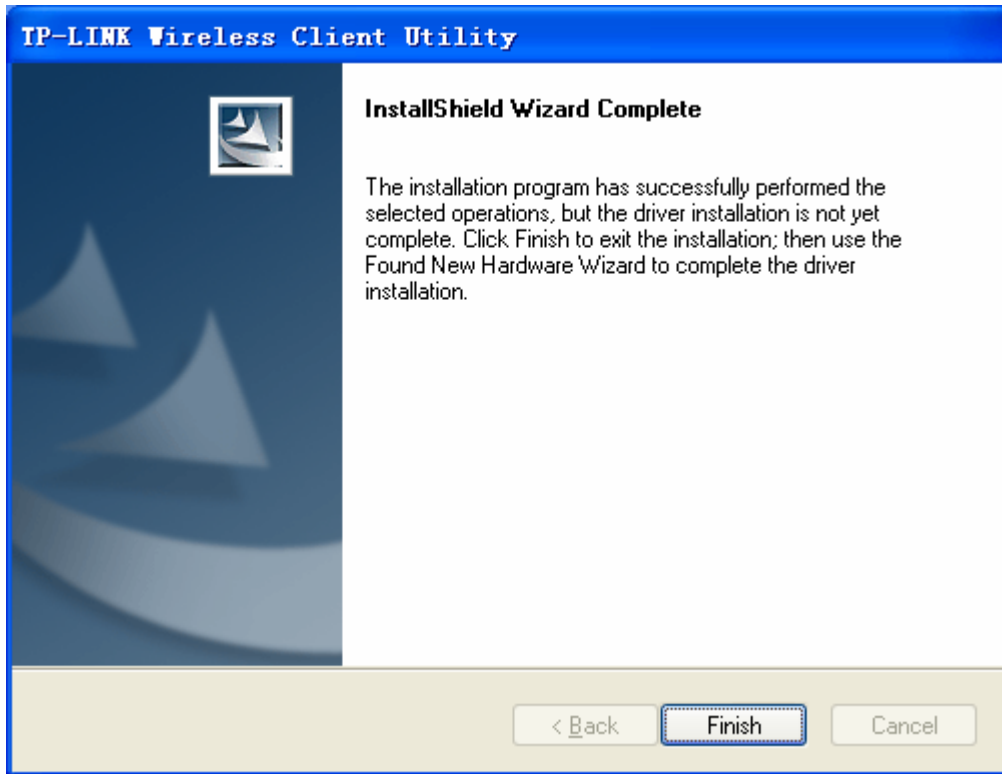 TP-LINK Wireless Client Utility
InstallShield Wizard Complete
The installation program has successfully performed the
selected operations, but the driver installation is not yet
complete. Click Finish to exit the installation; then use the
Found New Hardware Wizard to complete the driver
installation.
< Back
Finish
Cancel